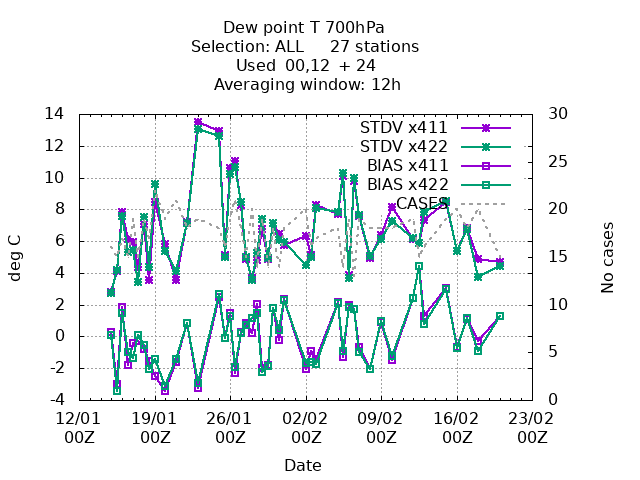 Dew point T 700hPa
Selection: ALL 27 stations
Used 00,12 + 24
Averaging window: 12h
14
12
10
8
6
4
2
0
-2
-4
deg C
30
25
20
15
10
5
0
No cases
STDV x411
STDV x422
BIAS x411
BIAS x422
CASES
12/01 19/01 26/01 02/02 09/02 16/02 23/02
00Z 00Z 00Z 00Z 00Z 00Z 00Z
Date